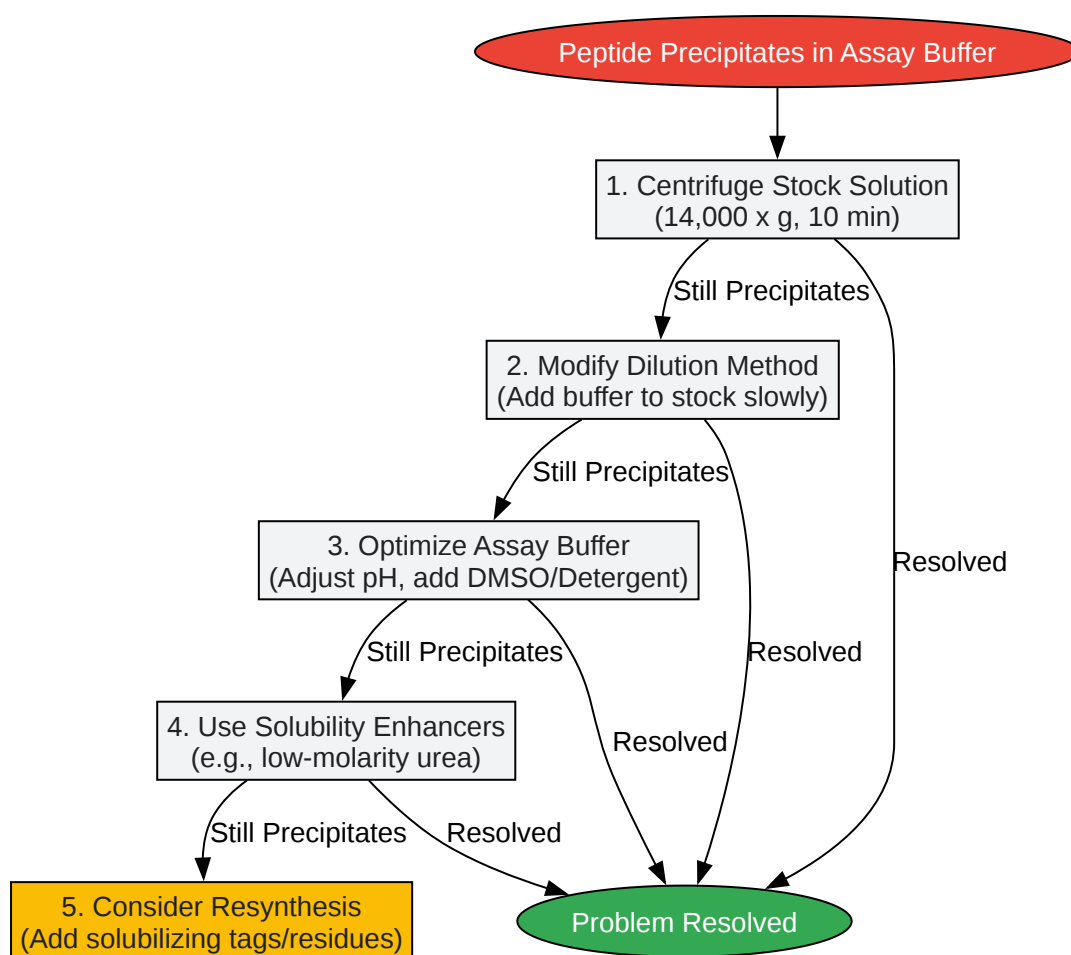 Peptide Precipitates in Assay Buffer
1. Centrifuge Stock Solution
(14,000 x g, 10 min)
Still Precipitates
2. Modify Dilution Method
(Add buffer to stock slowly)
Still Precipitates
3. Optimize Assay Buffer
(Adjust pH, add DMSO/Detergent)
Resolved
Still Precipitates
Resolved
4. Use Solubility Enhancers
(e.g., low-molarity urea)
Resolved
Still Precipitates
Resolved
5. Consider Resynthesis
(Add solubilizing tags/residues)
Problem Resolved